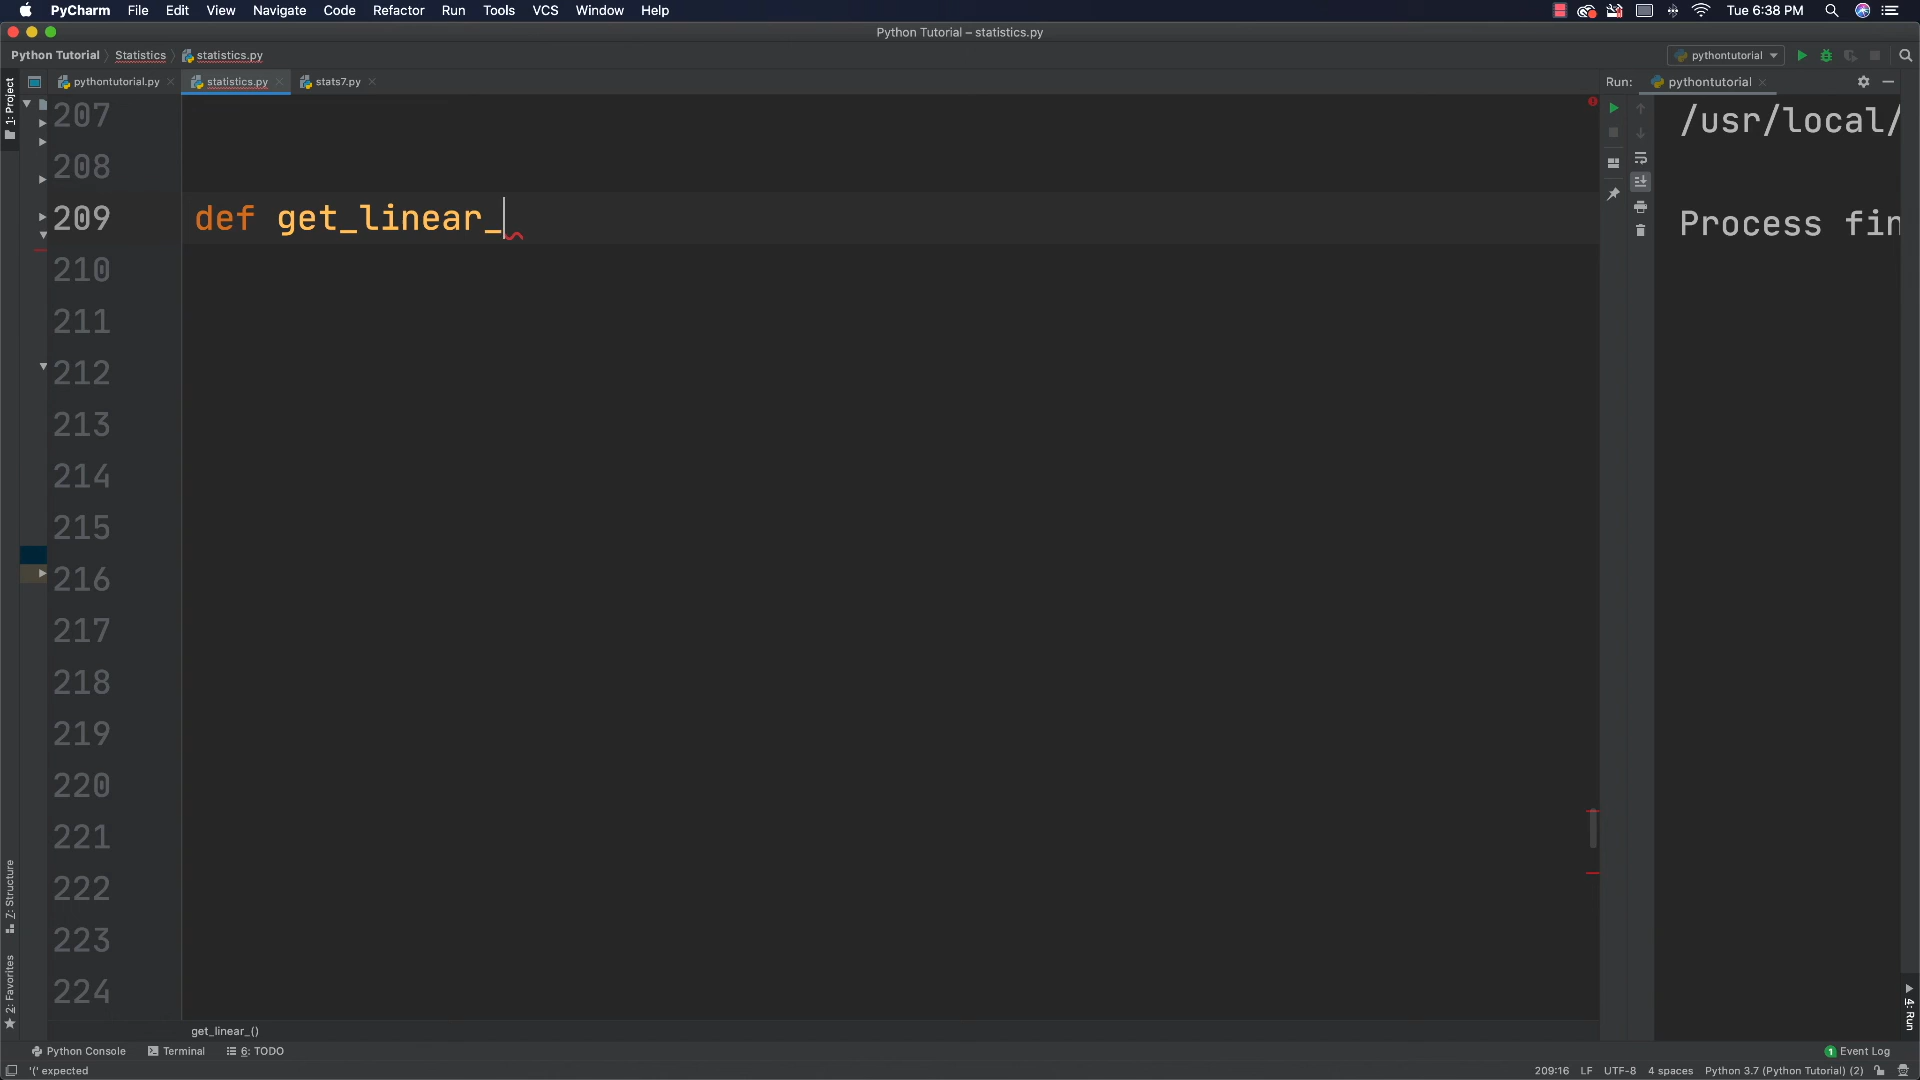 PyCharm File Edit View Navigate Code Refactor Run Tools VCS Window Help Tue 6:38 PM
Python Tutorial – statistics.py
Python Tutorial Statistics statistics.py pythontutorial
1: Project pythontutorial.py statistics.py stats7.py Run: pythontutorial
207 /usr/local/
208
209 def get_linear_ Process fin
210
211
212
213
214
215
216
217
218
219
220
221
222
223
224
7: Structure
2: Favorites
4: Run
get_linear_()
Python Console Terminal 6: TODO 1 Event Log
'(' expected 209:16 LF UTF-8 4 spaces Python 3.7 (Python Tutorial) (2)